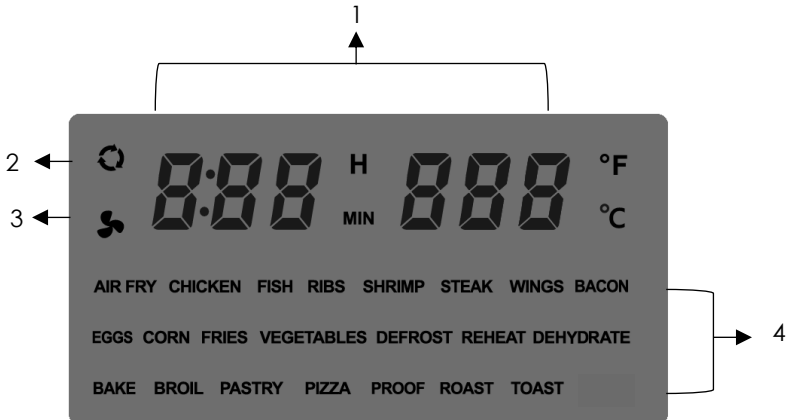 1
2 8:88 H 888 °F
3 MIN °C
AIR FRY CHICKEN FISH RIBS SHRIMP STEAK WINGS BACON
4
EGGS CORN FRIES VEGETABLES DEFROST REHEAT DEHYDRATE
BAKE BROIL PASTRY PIZZA PROOF ROAST TOAST